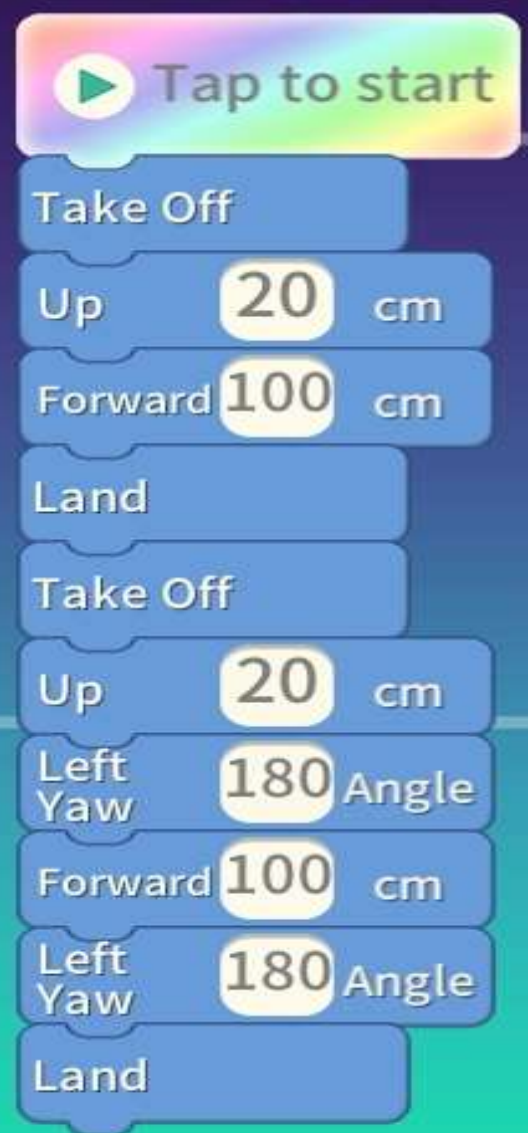 Tap to start
Take Off
Up 20 cm
Forward 100 cm
Land
Take Off
Up 20 cm
Left
Yaw 180 Angle
Forward 100 cm
Left
Yaw 180 Angle
Land